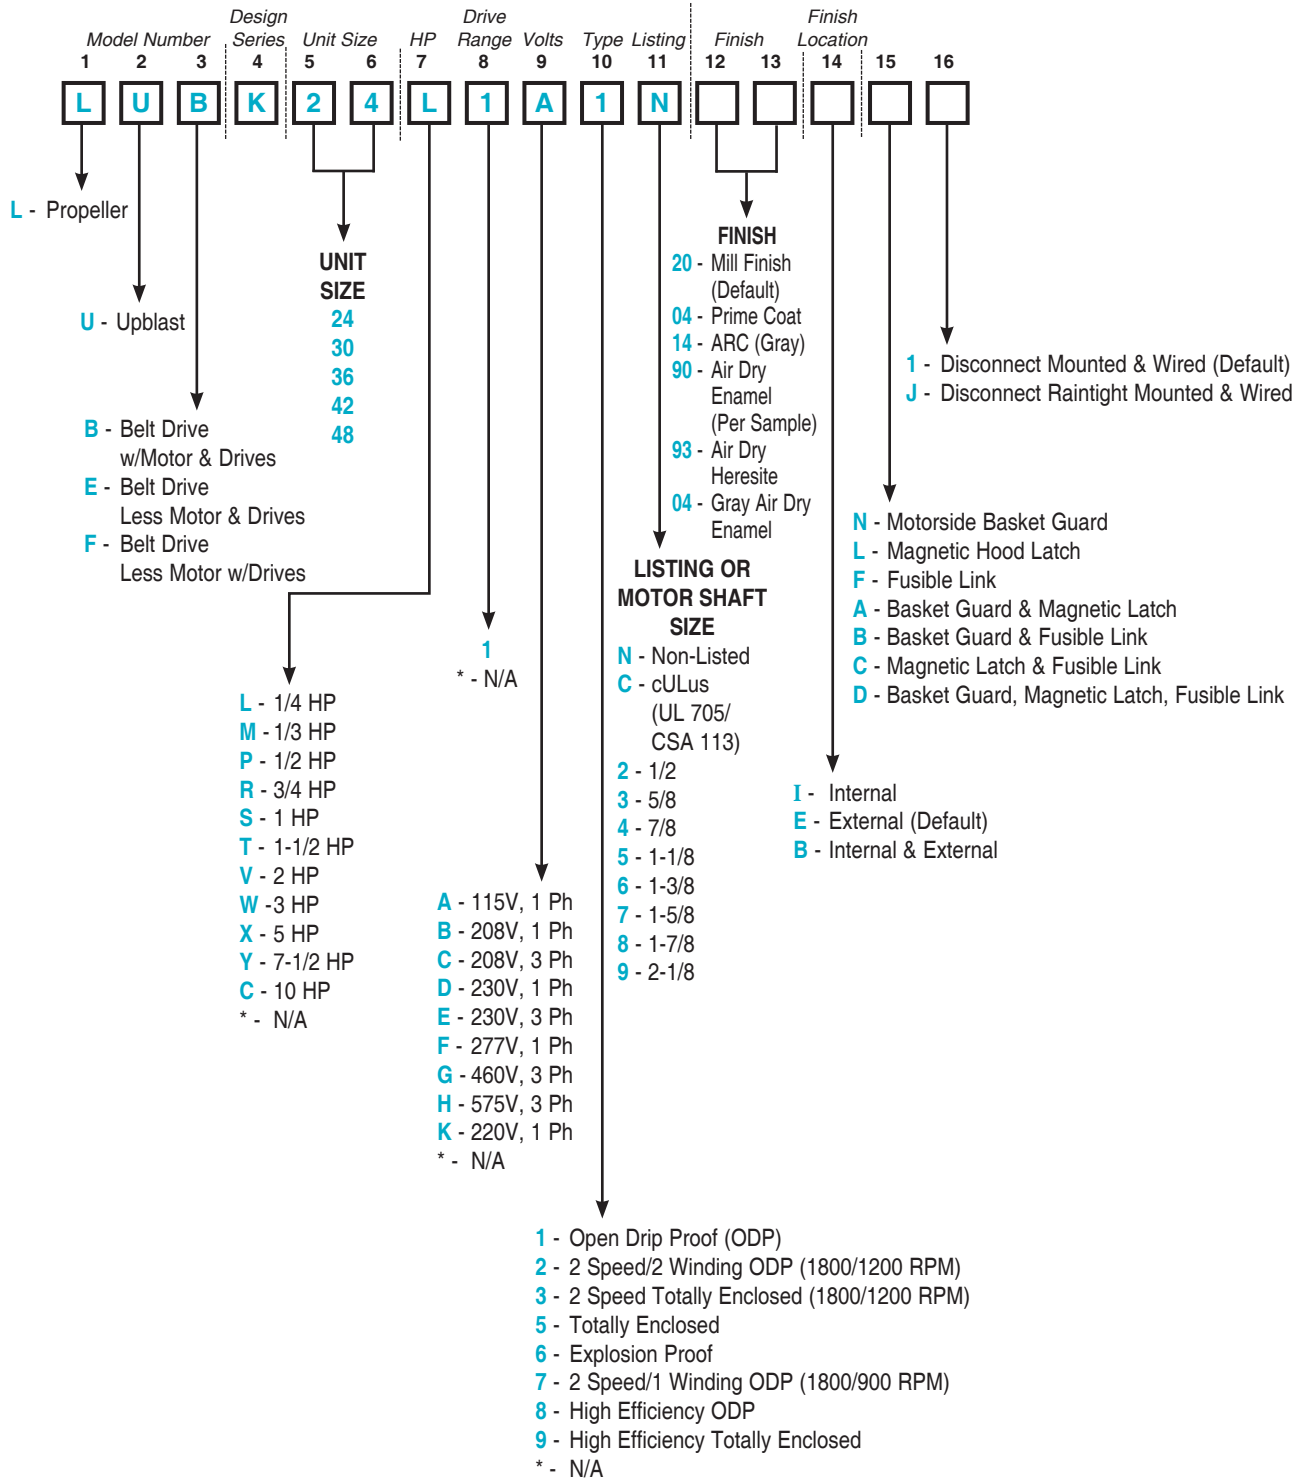 Design
Drive
Finish
Model Number
Series
Unit Size
HP
Range
Volts
Type
Listing
Finish
Location
1 2 3 4 5 6 7 8 9 10 11 12 13 14 15 16
L U B K 2 4 L 1 A 1 N
L - Propeller
U - Upblast
B - Belt Drive
w/Motor & Drives
E - Belt Drive
Less Motor & Drives
F - Belt Drive
Less Motor w/Drives
UNIT
SIZE
24
30
36
42
48
L - 1/4 HP
M - 1/3 HP
P - 1/2 HP
R - 3/4 HP
S - 1 HP
T - 1-1/2 HP
V - 2 HP
W -3 HP
X - 5 HP
Y - 7-1/2 HP
C - 10 HP
* - N/A
1
* - N/A
A - 115V, 1 Ph
B - 208V, 1 Ph
C - 208V, 3 Ph
D - 230V, 1 Ph
E - 230V, 3 Ph
F - 277V, 1 Ph
G - 460V, 3 Ph
H - 575V, 3 Ph
K - 220V, 1 Ph
* - N/A
1 - Open Drip Proof (ODP)
2 - 2 Speed/2 Winding ODP (1800/1200 RPM)
3 - 2 Speed Totally Enclosed (1800/1200 RPM)
5 - Totally Enclosed
6 - Explosion Proof
7 - 2 Speed/1 Winding ODP (1800/900 RPM)
8 - High Efficiency ODP
9 - High Efficiency Totally Enclosed
* - N/A
LISTING OR
MOTOR SHAFT
SIZE
N - Non-Listed
C - cULus
(UL 705/
CSA 113)
2 - 1/2
3 - 5/8
4 - 7/8
5 - 1-1/8
6 - 1-3/8
7 - 1-5/8
8 - 1-7/8
9 - 2-1/8
FINISH
20 - Mill Finish
(Default)
04 - Prime Coat
14 - ARC (Gray)
90 - Air Dry
Enamel
(Per Sample)
93 - Air Dry
Heresite
04 - Gray Air Dry
Enamel
I - Internal
E - External (Default)
B - Internal & External
N - Motorside Basket Guard
L - Magnetic Hood Latch
F - Fusible Link
A - Basket Guard & Magnetic Latch
B - Basket Guard & Fusible Link
C - Magnetic Latch & Fusible Link
D - Basket Guard, Magnetic Latch, Fusible Link
1 - Disconnect Mounted & Wired (Default)
J - Disconnect Raintight Mounted & Wired